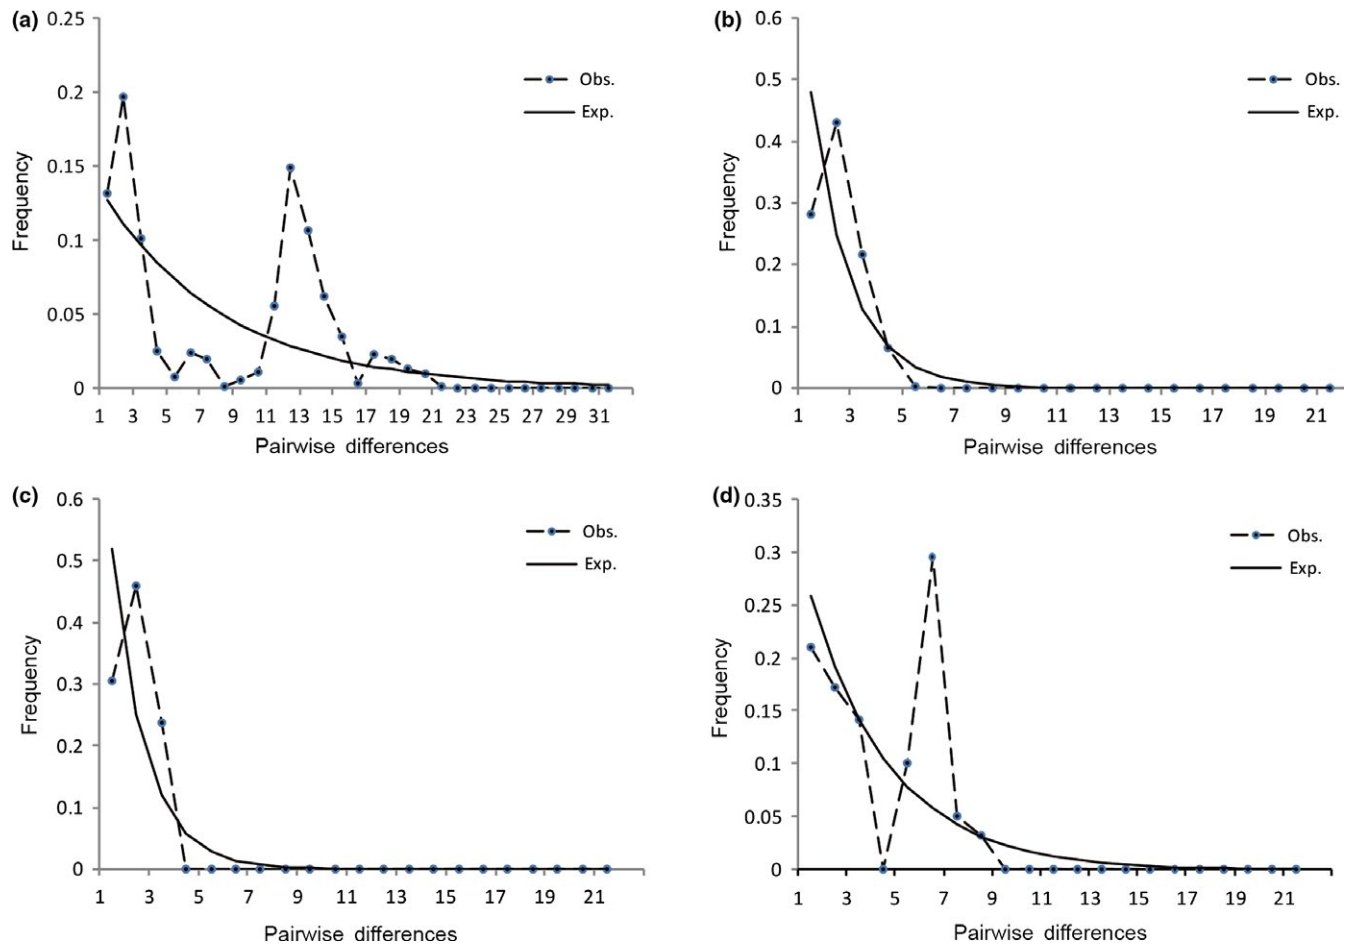 (a)
0.25
0.2
0.15
0.1
0.05
0
Frequency
Obs.
Exp.
1 3 5 7 9 11 13 15 17 19 21 23 25 27 29 31
Pairwise differences
(b)
0.6
0.5
0.4
0.3
0.2
0.1
0
Frequency
Obs.
Exp.
1 3 5 7 9 11 13 15 17 19 21
Pairwise differences
(c)
0.6
0.5
0.4
0.3
0.2
0.1
0
Frequency
Obs.
Exp.
1 3 5 7 9 11 13 15 17 19 21
Pairwise differences
(d)
0.35
0.3
0.25
0.2
0.15
0.1
0.05
0
Frequency
Obs.
Exp.
1 3 5 7 9 11 13 15 17 19 21
Pairwise differences